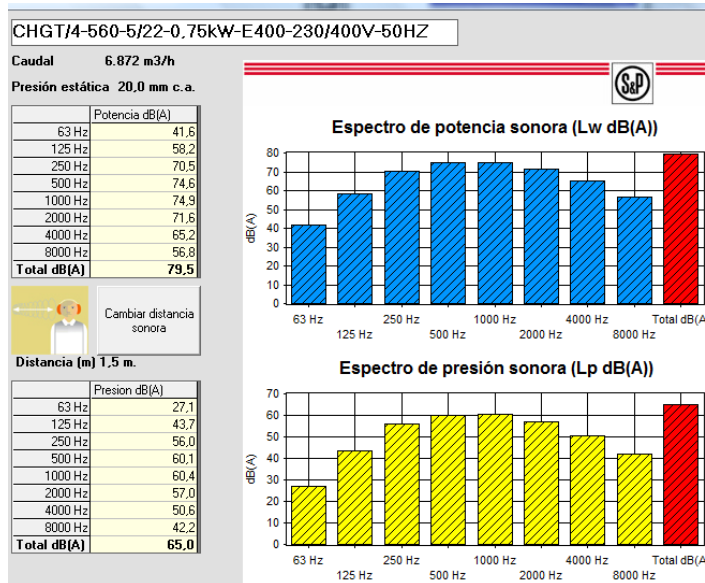 CHGT/4-560-5/22-0,75kW-E400-230/400V-50HZ
Caudal 6.872 m3/h
Presión estática 20,0 mm c.a.
Potencia dB(A)
63 Hz 41,6
125 Hz 58,2
250 Hz 70,5
500 Hz 74,6
1000 Hz 74,9
2000 Hz 71,6
4000 Hz 65,2
8000 Hz 56,8
Total dB(A) 79,5
Cambiar distancia
sonora
Distancia (m) 1,5 m.
Presion dB(A)
63 Hz 27,1
125 Hz 43,7
250 Hz 56,0
500 Hz 60,1
1000 Hz 60,4
2000 Hz 57,0
4000 Hz 50,6
8000 Hz 42,2
Total dB(A) 65,0
S&P
Espectro de potencia sonora (Lw dB(A))
dB(A)
80
70
60
50
40
30
20
10
0
63 Hz 250 Hz 1000 Hz 4000 Hz Total dB(A
125 Hz 500 Hz 2000 Hz 8000 Hz
Espectro de presión sonora (Lp dB(A))
dB(A)
70
60
50
40
30
20
10
0
63 Hz 250 Hz 1000 Hz 4000 Hz Total dB(A
125 Hz 500 Hz 2000 Hz 8000 Hz